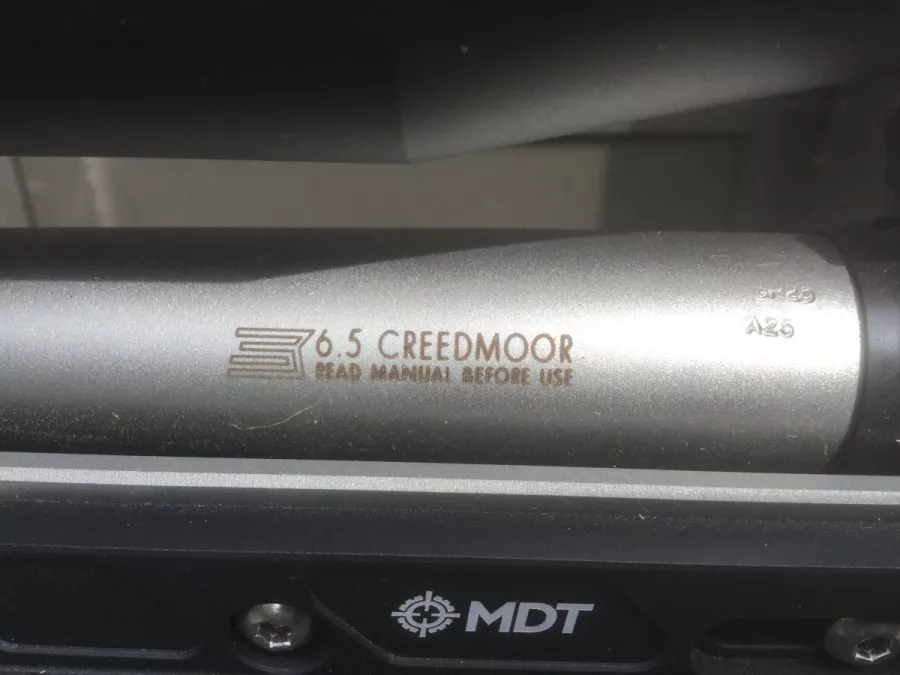 6.5 CREEDMOOR
READ MANUAL BEFORE USE
A26
MDT